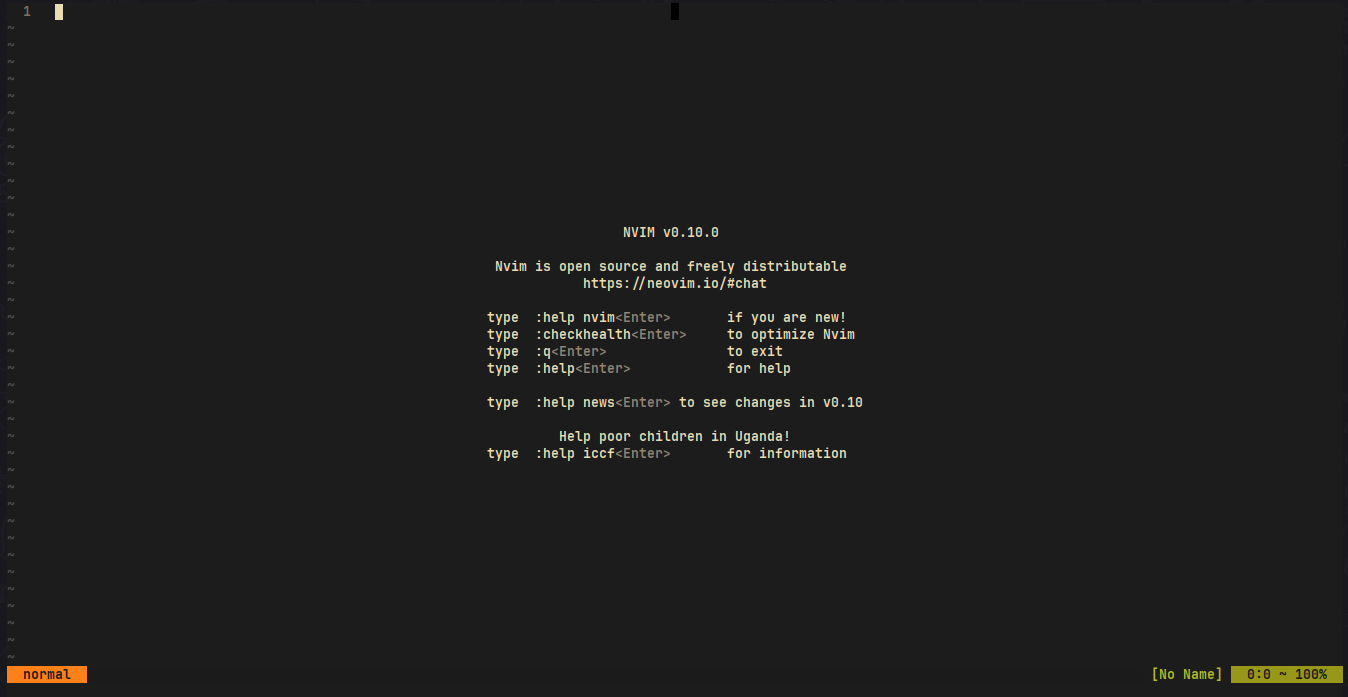 1
~
~
~
~
~
~
~
~
~
~
~
~
~ NVIM v0.10.0
~
~ Nvim is open source and freely distributable
~ https://neovim.io/#chat
~
~ type :help nvim<Enter> if you are new!
~ type :checkhealth<Enter> to optimize Nvim
~ type :q<Enter> to exit
~ type :help<Enter> for help
~
~ type :help news<Enter> to see changes in v0.10
~
~ Help poor children in Uganda!
~ type :help iccf<Enter> for information
~
~
~
~
~
~
~
~
~
~
~
~
normal [No Name] 0:0 ~ 100%